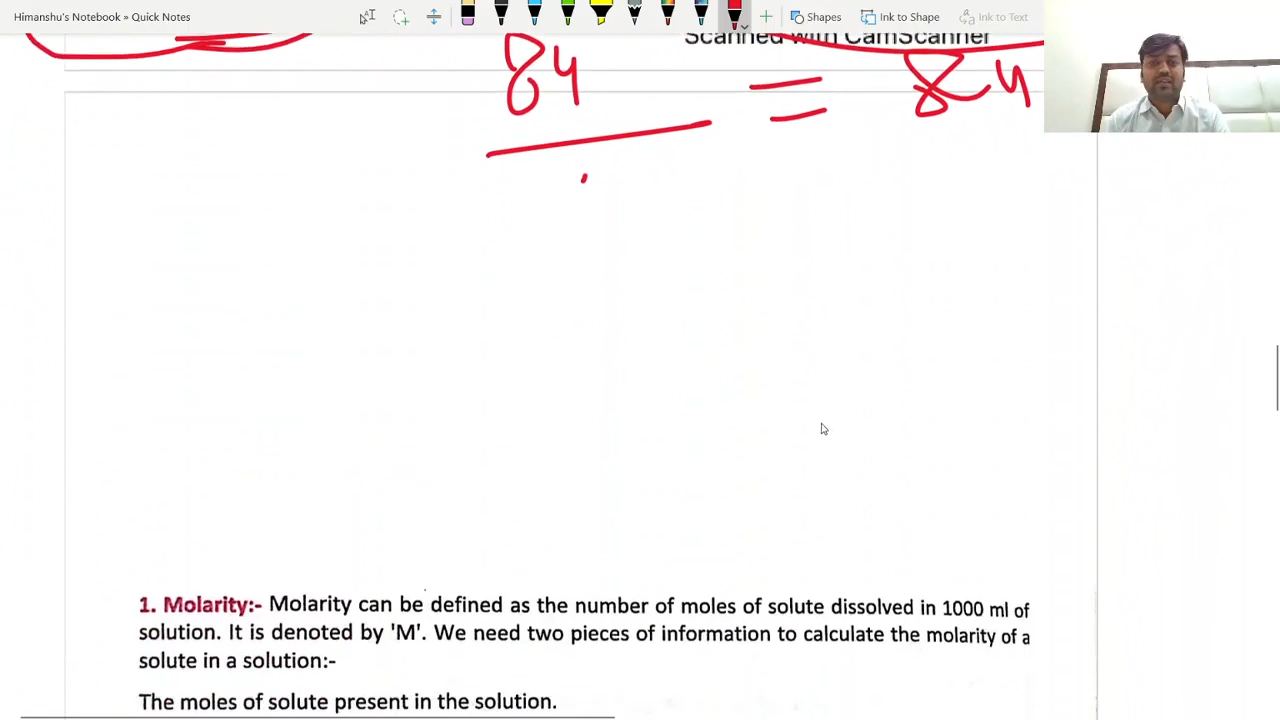 Himanshu's Notebook » Quick Notes
Shapes
Ink to Shape
Ink to Text
Scanned with CamScanner
84 = 84
1. Molarity:- Molarity can be defined as the number of moles of solute dissolved in 1000 ml of
solution. It is denoted by 'M'. We need two pieces of information to calculate the molarity of a
solute in a solution:-
The moles of solute present in the solution.